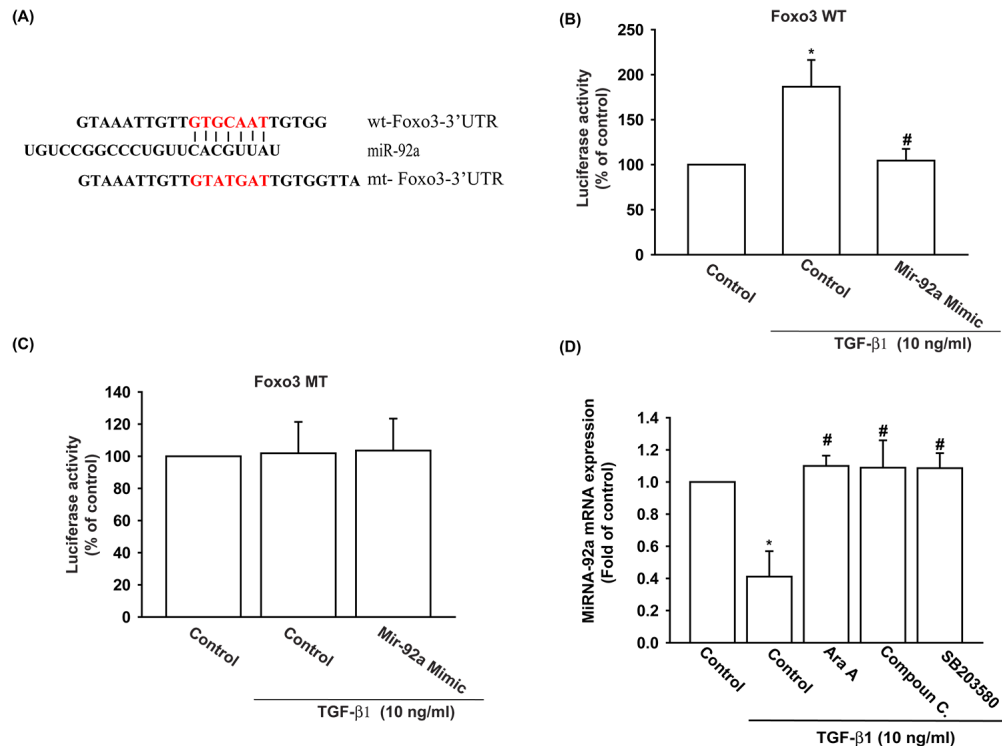 (A)
GTAAATTGTTGTGCAATTGTGG wt-Foxo3-3'UTR
UGUCCGGCCCUGUUCACGUUAU miR-92a
GTAAATTGTTGTATGATTGTGGTTA mt- Foxo3-3'UTR
(B)
Foxo3 WT
Luciferase activity
(% of control)
250
200
150
100
50
0
*
#
Control
Control
Mir-92a Mimic
TGF-β1 (10 ng/ml)
(C)
Foxo3 MT
Luciferase activity
(% of control)
140
120
100
80
60
40
20
0
Control
Control
Mir-92a Mimic
TGF-β1 (10 ng/ml)
(D)
MiRNA-92a mRNA expression
(Fold of control)
1.4
1.2
1.0
0.8
0.6
0.4
0.2
0.0
*
#
#
#
Control
Control
Ara A
Compoun C.
SB203580
TGF-β1 (10 ng/ml)